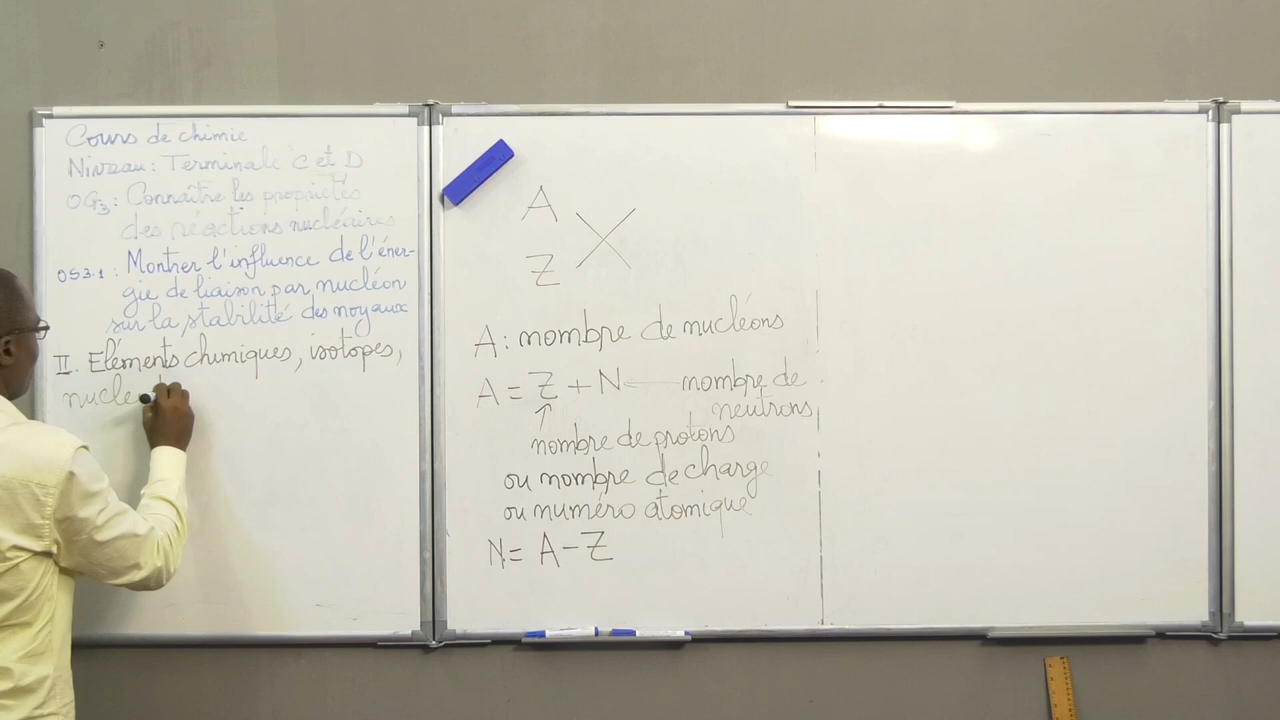 Cours de chimie
Niveau : Terminale C et D
OG3 : Connaître les propriétés
des réactions nucléaires
OS3.1 : Montrer l'influence de l'éner-
gie de liaison par nucléon
sur la stabilité des noyaux
II. Eléments chimiques, isotopes,
A
Z X
A : nombre de nucléons
A = Z + N ← nombre de
neutrons
↑
nombre de protons
ou nombre de charge
ou numéro atomique
N = A - Z